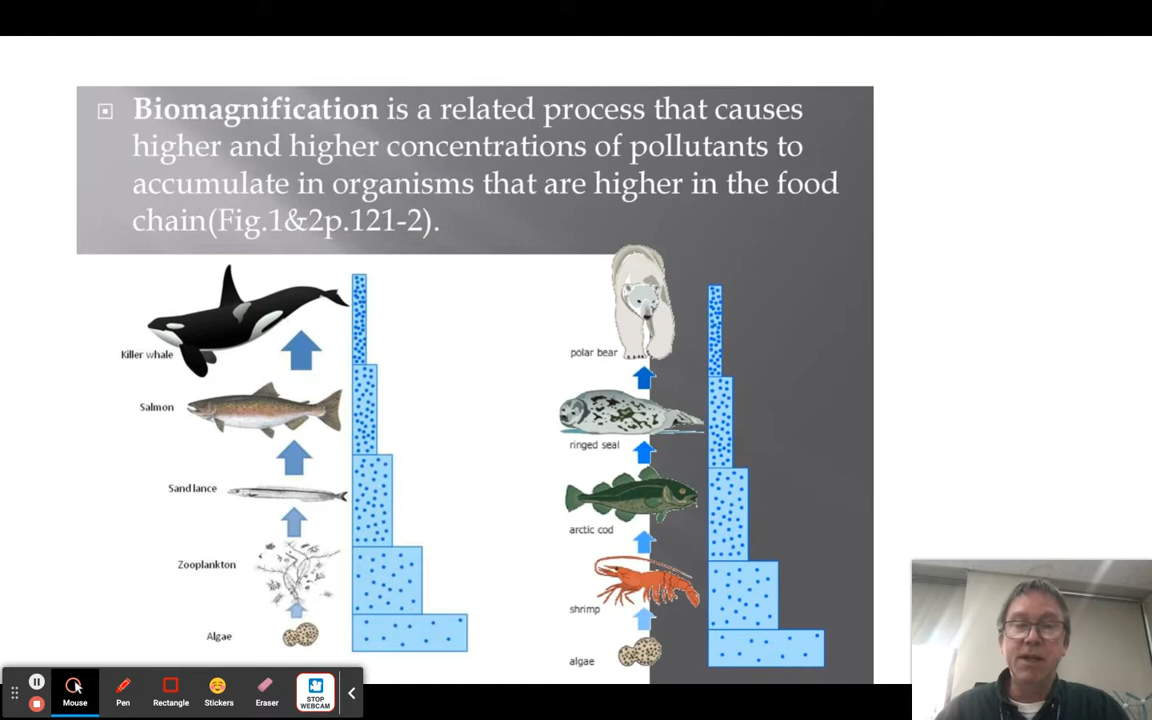 Biomagnification is a related process that causes
higher and higher concentrations of pollutants to
accumulate in organisms that are higher in the food
chain(Fig.1&2p.121-2).
Killer whale
Salmon
Sand lance
Zooplankton
Algae
polar bear
ringed seal
arctic cod
shrimp
algae
Mouse
Pen
Rectangle
Stickers
Eraser
STOP
WEBCAM